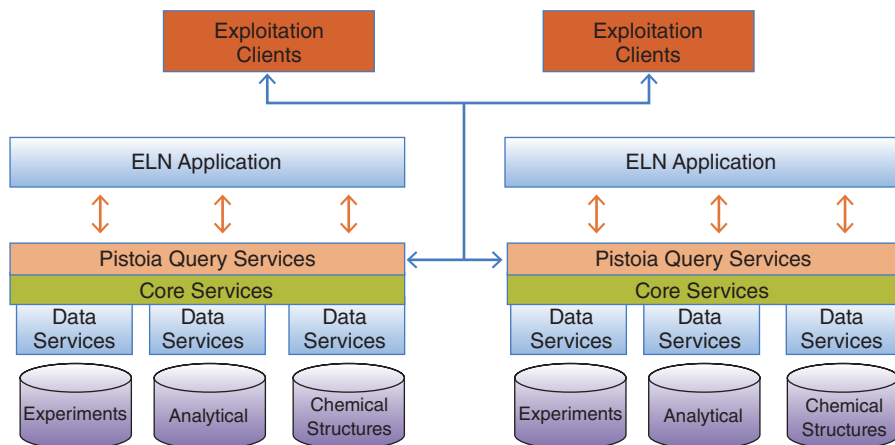 Exploitation
Clients
Exploitation
Clients
ELN Application
ELN Application
Pistoia Query Services
Pistoia Query Services
Core Services
Core Services
Data
Services
Data
Services
Data
Services
Data
Services
Data
Services
Data
Services
Experiments
Analytical
Chemical
Structures
Experiments
Analytical
Chemical
Structures